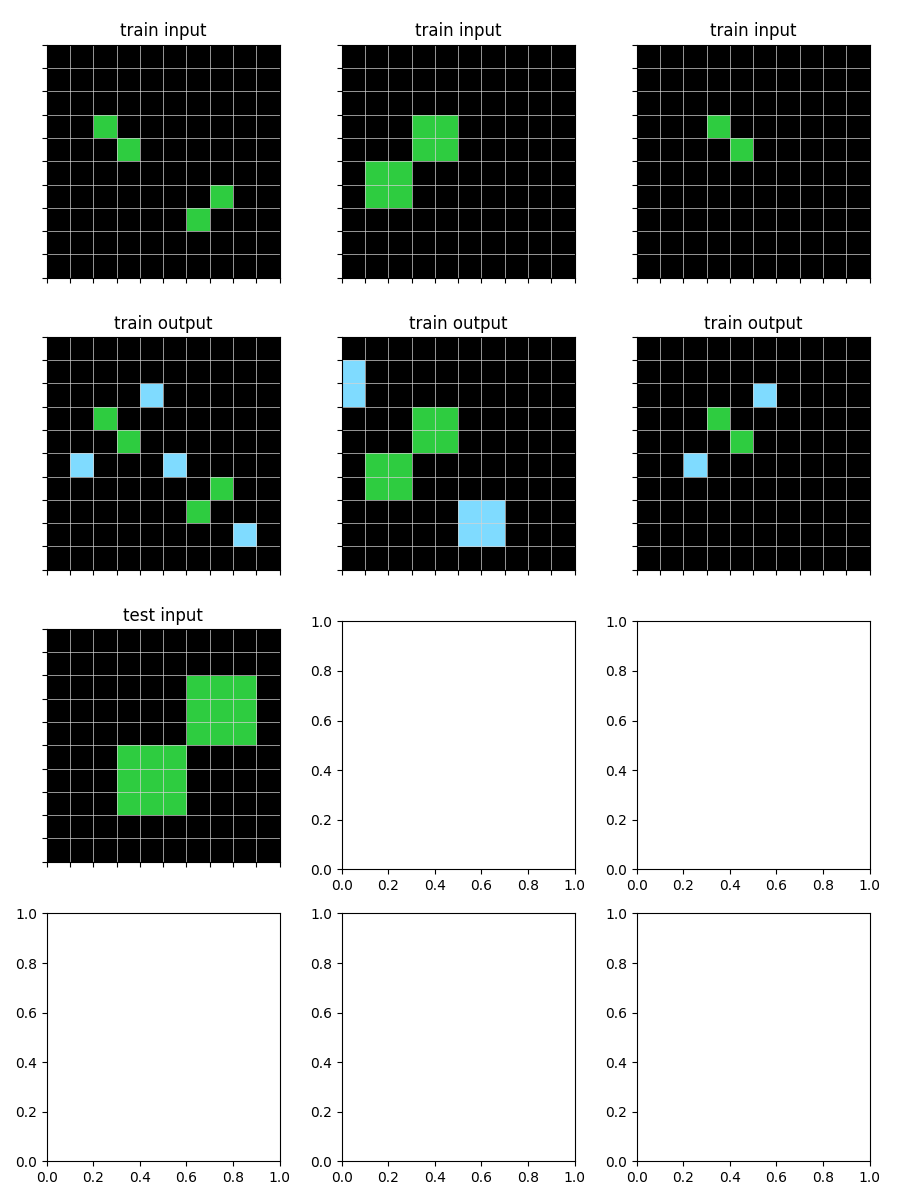 train input train input train input
train output train output train output
test input
1.0 1.0
0.8 0.8
0.6 0.6
0.4 0.4
0.2 0.2
0.0 0.0
0.0 0.2 0.4 0.6 0.8 1.0 0.0 0.2 0.4 0.6 0.8 1.0
1.0 1.0 1.0
0.8 0.8 0.8
0.6 0.6 0.6
0.4 0.4 0.4
0.2 0.2 0.2
0.0 0.0 0.0
0.0 0.2 0.4 0.6 0.8 1.0 0.0 0.2 0.4 0.6 0.8 1.0 0.0 0.2 0.4 0.6 0.8 1.0